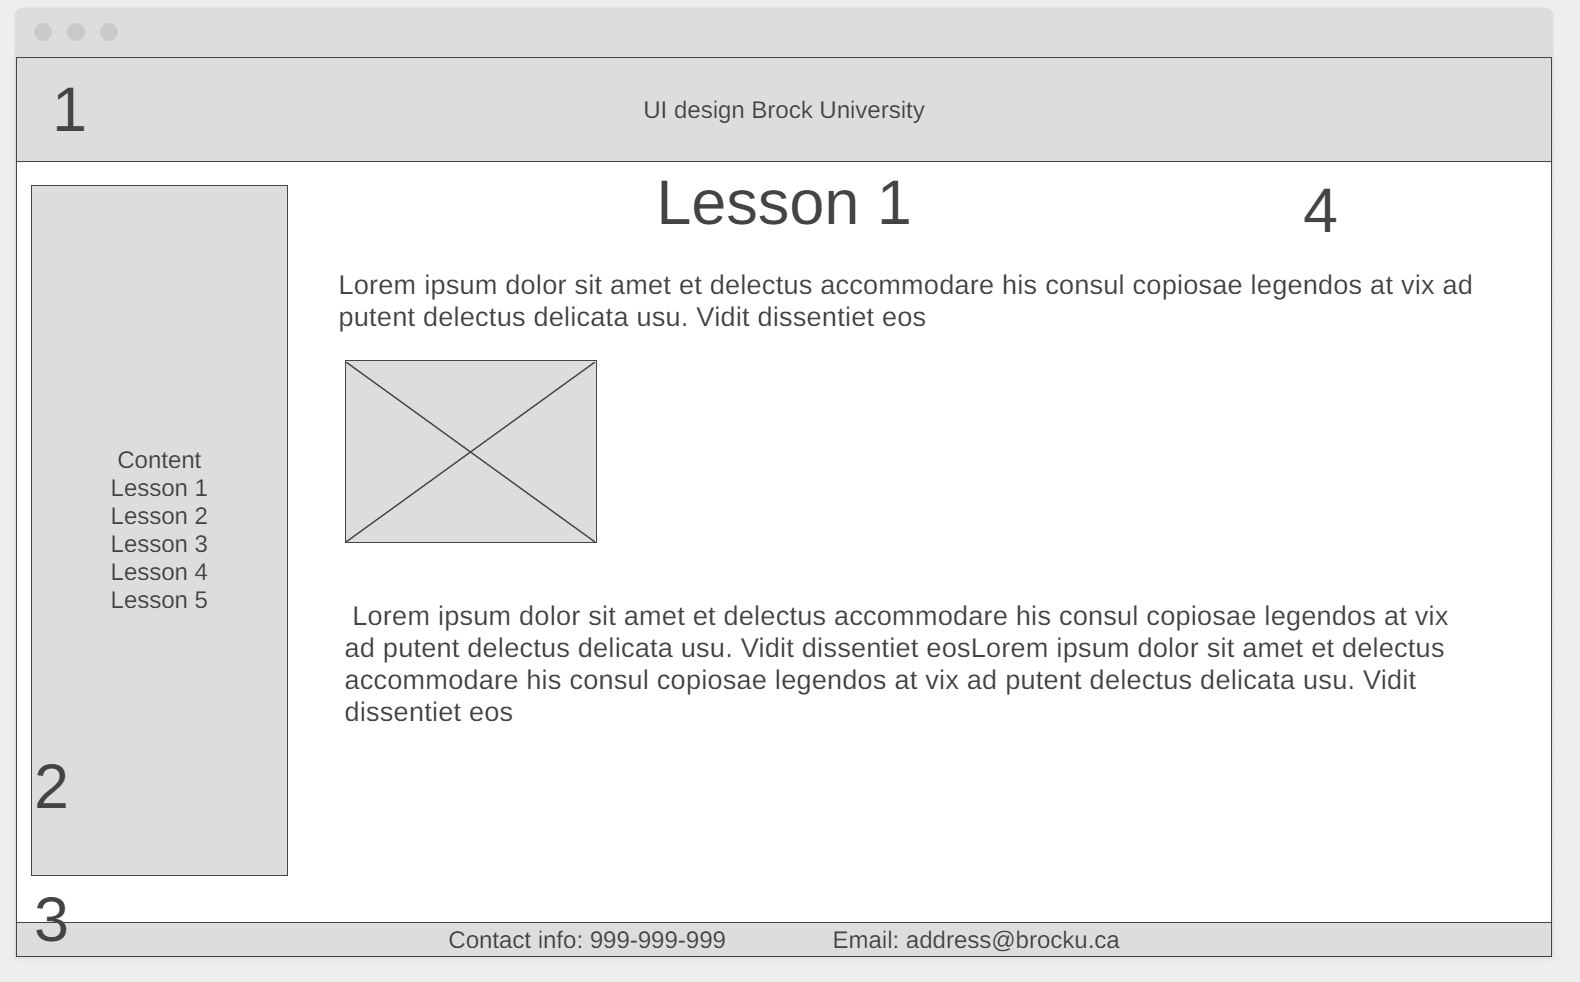 1
UI design Brock University
Lesson 1
4
Lorem ipsum dolor sit amet et delectus accommodare his consul copiosae legendos at vix ad
putent delectus delicata usu. Vidit dissentiet eos
Content
Lesson 1
Lesson 2
Lesson 3
Lesson 4
Lesson 5
Lorem ipsum dolor sit amet et delectus accommodare his consul copiosae legendos at vix
ad putent delectus delicata usu. Vidit dissentiet eosLorem ipsum dolor sit amet et delectus
accommodare his consul copiosae legendos at vix ad putent delectus delicata usu. Vidit
dissentiet eos
2
3
Contact info: 999-999-999 Email: address@brocku.ca